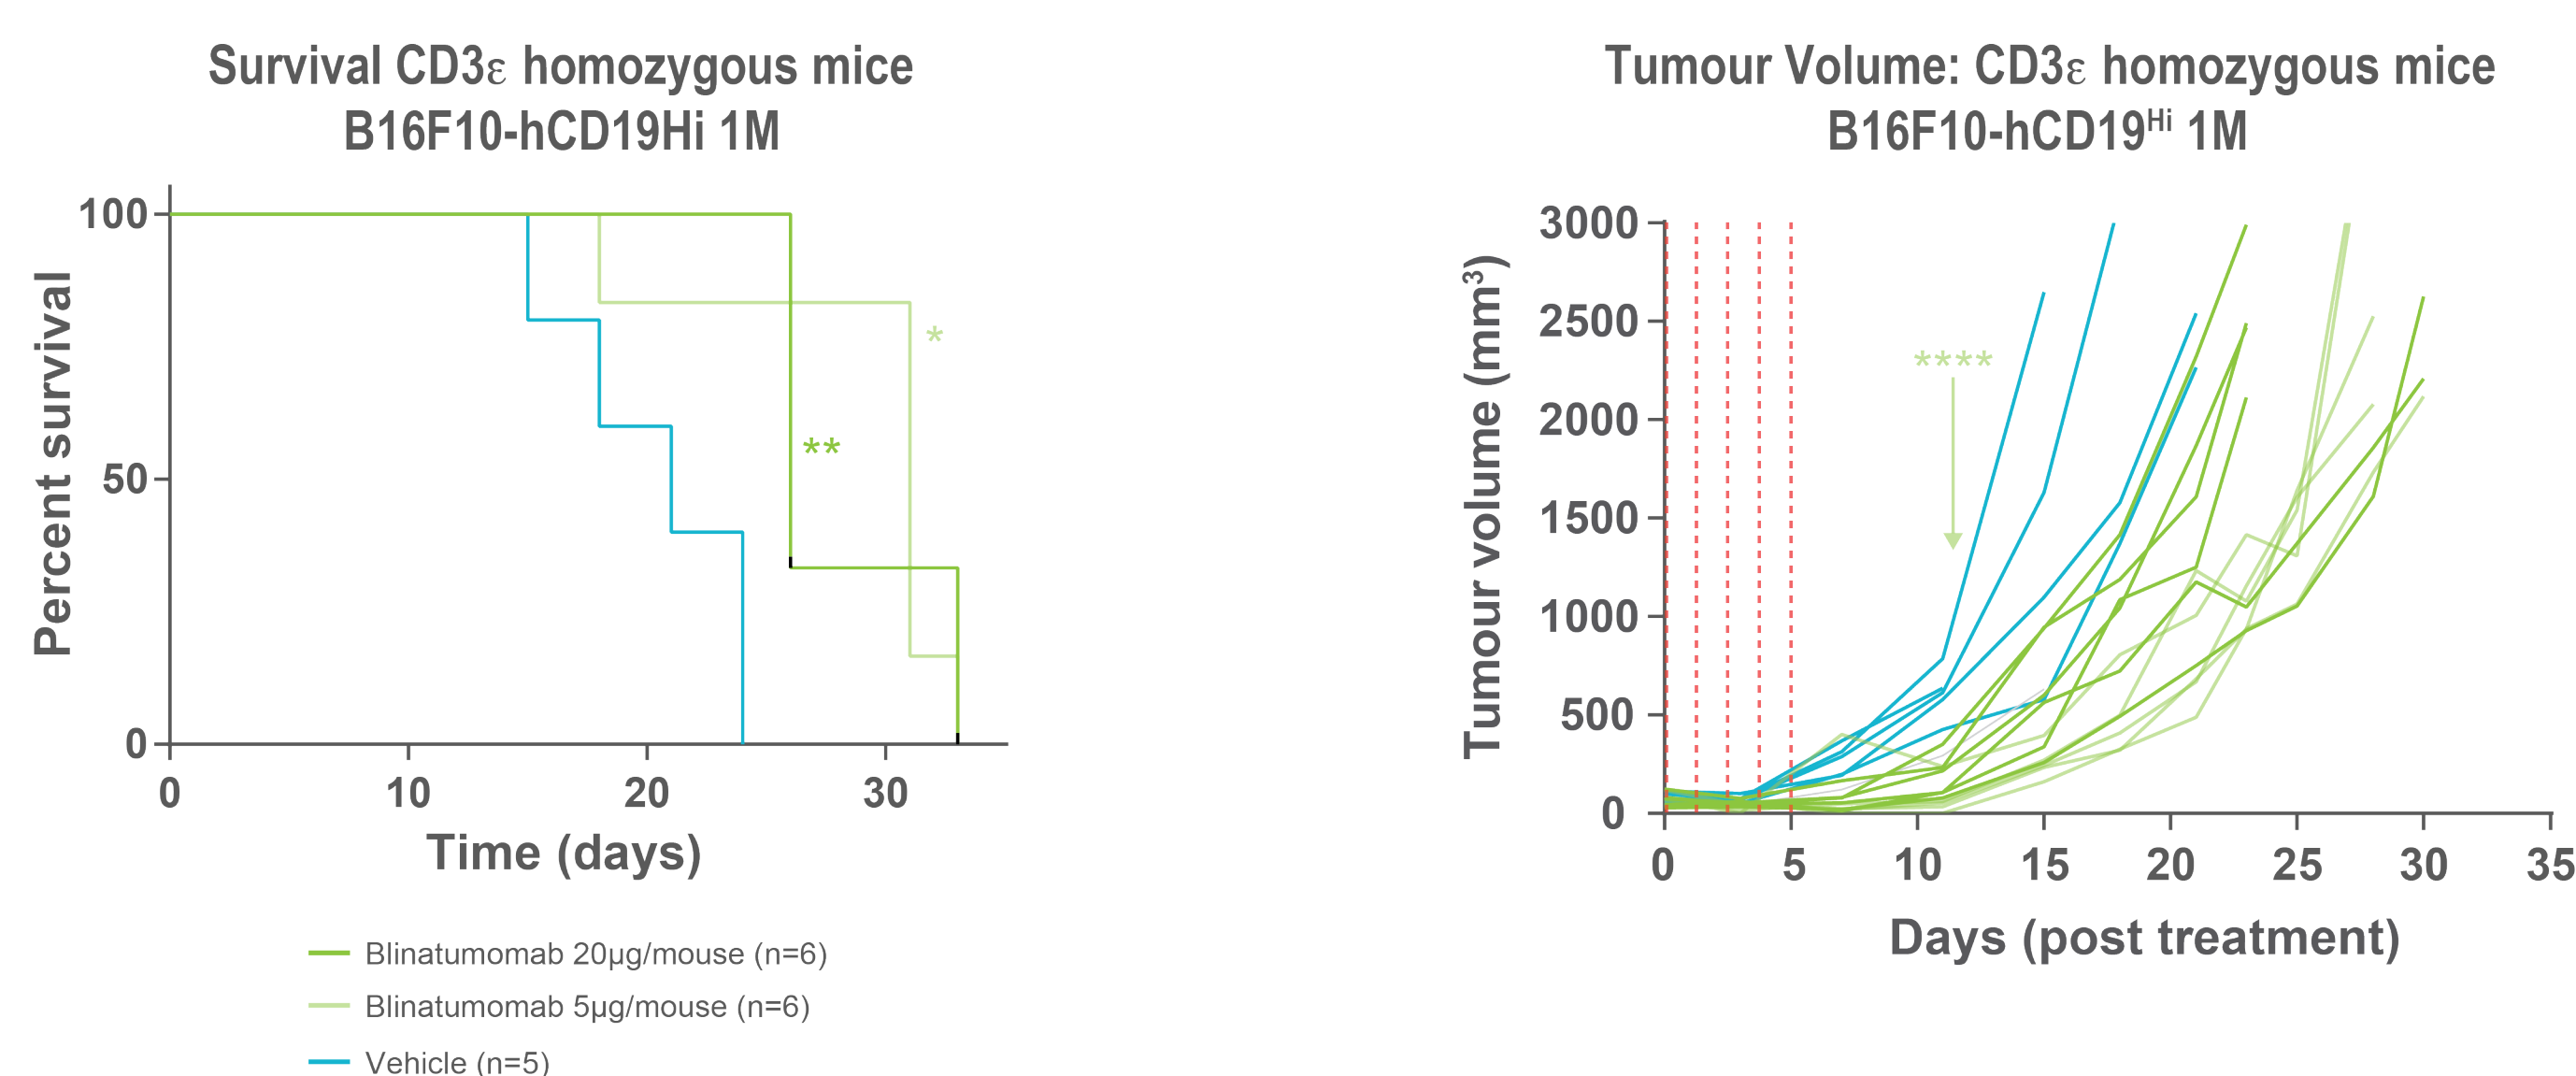 Survival CD3ε homozygous mice
B16F10-hCD19Hi 1M
Percent survival
100
50
0
0 10 20 30
Time (days)
*
**
Blinatumomab 20µg/mouse (n=6)
Blinatumomab 5µg/mouse (n=6)
Vehicle (n=5)
Tumour Volume: CD3ε homozygous mice
B16F10-hCD19Hi 1M
Tumour volume (mm3)
3000
2500
2000
1500
1000
500
0
****
0 5 10 15 20 25 30 35
Days (post treatment)